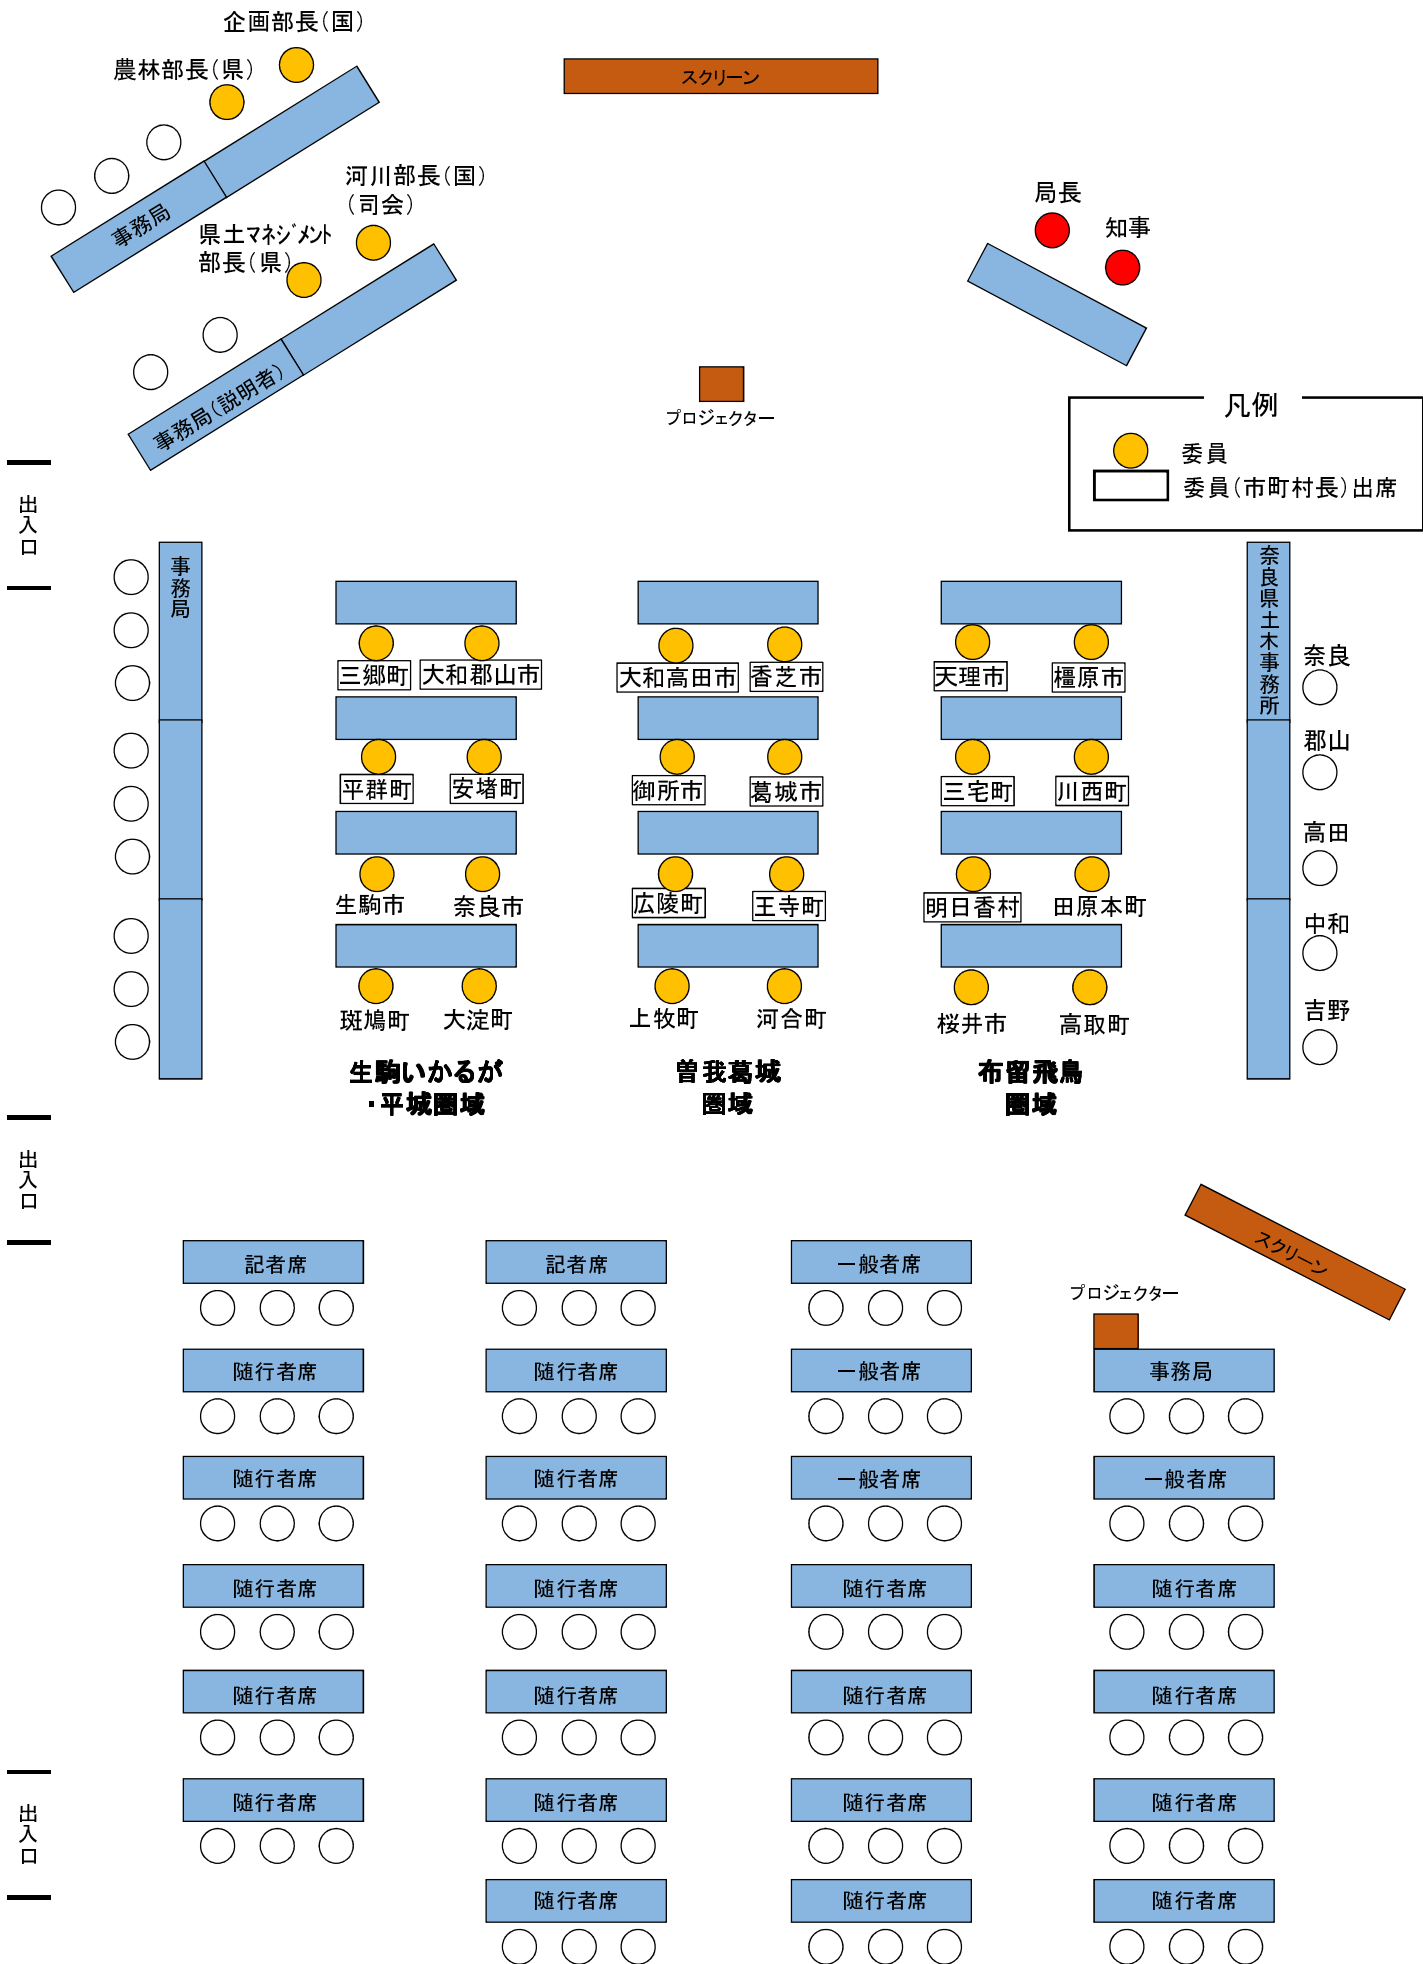 企画部長(国)
農林部長(県)
スクリーン
事務局
河川部長(国)
(司会)
県土マネジメント
部長(県)
事務局(説明者)
局長
知事
プロジェクター
凡例
委員
委員(市町村長)出席
出入口
事務局
奈良県土木事務所
奈良
郡山
高田
中和
吉野
三郷町
大和郡山市
大和高田市
香芝市
天理市
橿原市
平群町
安堵町
御所市
葛城市
三宅町
川西町
生駒市
奈良市
広陵町
王寺町
明日香村
田原本町
斑鳩町
大淀町
上牧町
河合町
桜井市
高取町
生駒いかるが
・平城圏域
曽我葛城
圏域
布留飛鳥
圏域
出入口
スクリーン
プロジェクター
記者席
記者席
一般者席
随行者席
随行者席
一般者席
事務局
随行者席
随行者席
一般者席
一般者席
随行者席
随行者席
随行者席
随行者席
随行者席
随行者席
随行者席
随行者席
出入口
随行者席
随行者席
随行者席
随行者席
随行者席
随行者席
随行者席